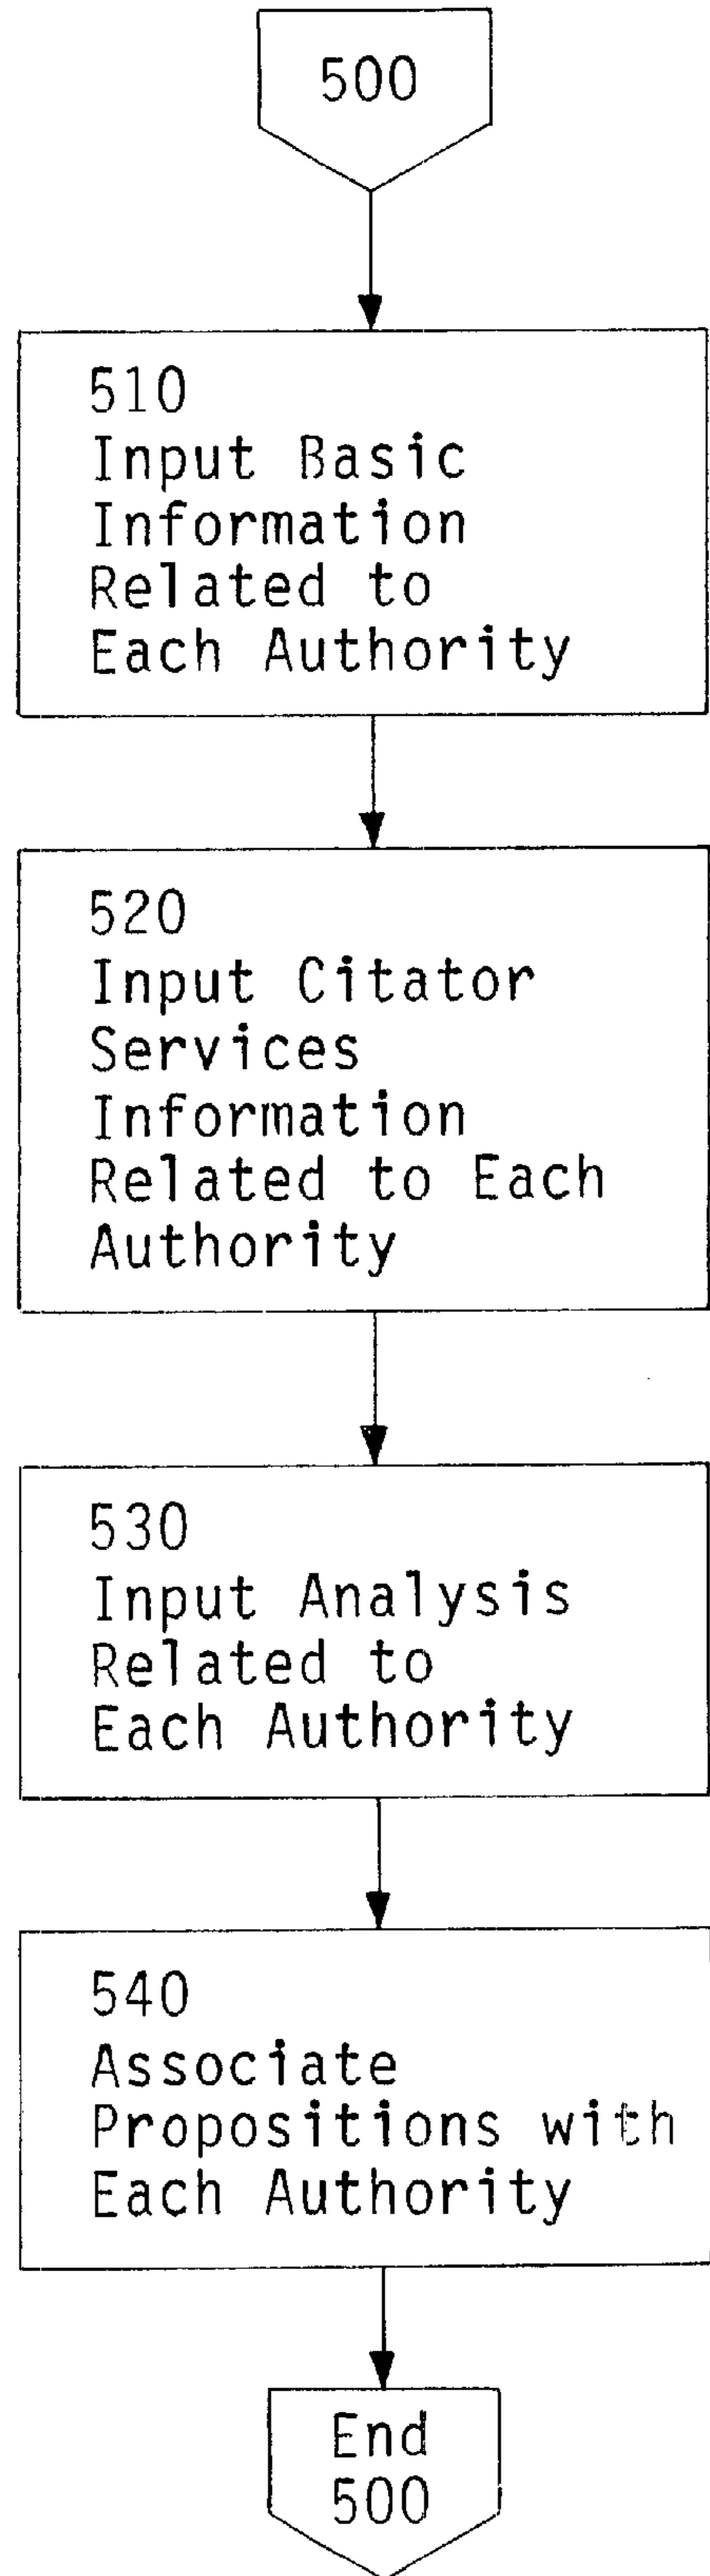 500
510
Input Basic
Information
Related to
Each Authority
520
Input Citator
Services
Information
Related to Each
Authority
530
Input Analysis
Related to
Each Authority
540
Associate
Propositions with
Each Authority
End
500